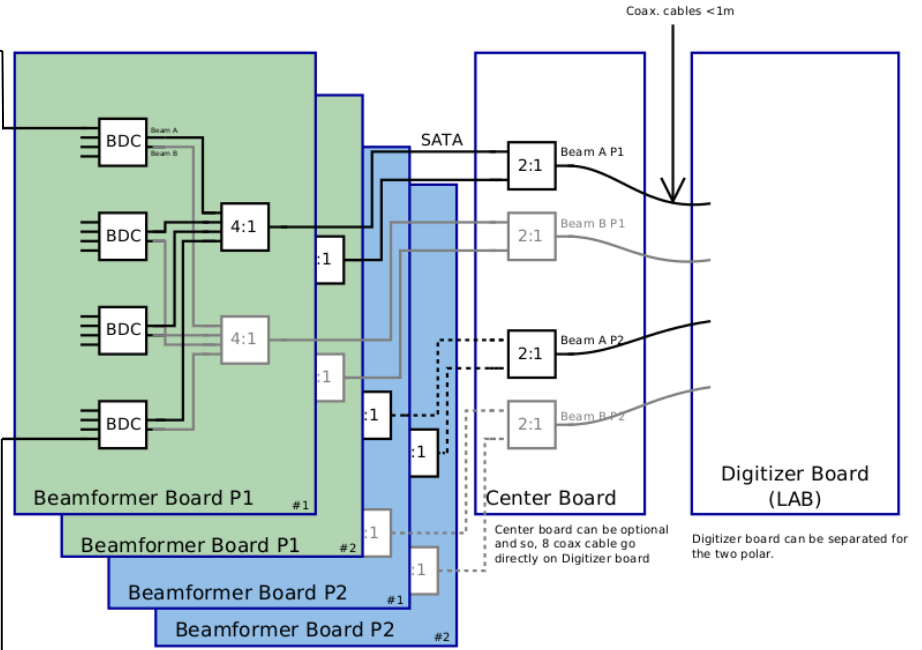 Coax. cables <1m
SATA
BDC
Beam A
Beam B
BDC
BDC
BDC
4:1
4:1
:1
:1
:1
:1
:1
:1
2:1
Beam A P1
2:1
Beam B P1
2:1
Beam A P2
2:1
Beam B P2
Beamformer Board P1
#1
Beamformer Board P1
#2
Beamformer Board P2
#1
Beamformer Board P2
#2
Center Board
Center board can be optional
and so, 8 coax cable go
directly on Digitizer board
Digitizer Board
(LAB)
Digitizer board can be separated for
the two polar.